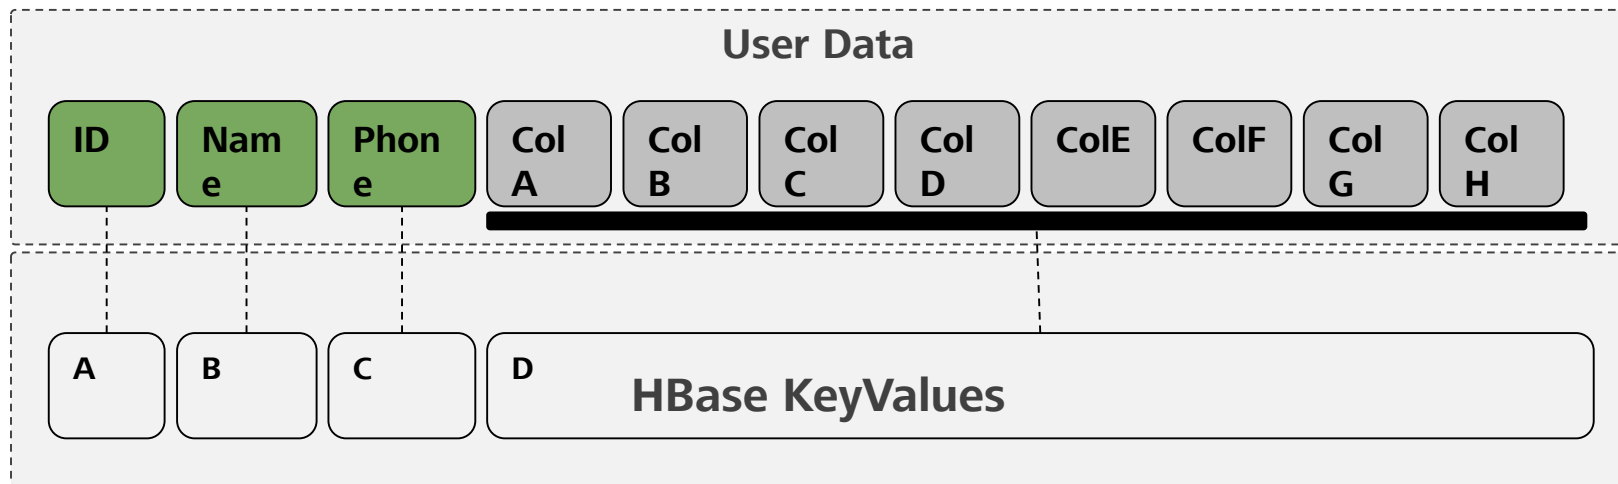 User Data
ID
Nam
e
Phon
e
Col
A
Col
B
Col
C
Col
D
ColE
ColF
Col
G
Col
H
A
B
C
D
HBase KeyValues